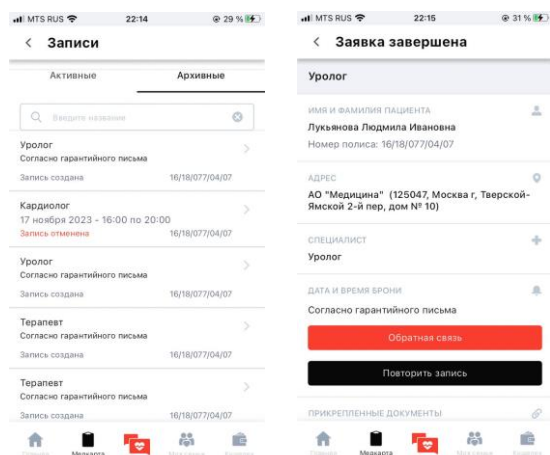 MTS RUS 22:14 29 %
Записи
Активные Архивные
Введите название
Уролог
Согласно гарантийного письма
Запись создана 16/18/077/04/07
Кардиолог
17 ноября 2023 - 16:00 по 20:00
Запись отменена 16/18/077/04/07
Уролог
Согласно гарантийного письма
Запись создана 16/18/077/04/07
Терапевт
Согласно гарантийного письма
Запись создана 16/18/077/04/07
Терапевт
Согласно гарантийного письма
Запись создана 16/18/077/04/07
Главная Медкарта
MTS RUS 22:15 31 %
Заявка завершена
Уролог
ИМЯ И ФАМИЛИЯ ПАЦИЕНТА
Лукьянова Людмила Ивановна
Номер полиса: 16/18/077/04/07
АДРЕС
АО "Медицина" (125047, Москва г, Тверской-
Ямской 2-й пер, дом № 10)
СПЕЦИАЛИСТ
Уролог
ДАТА И ВРЕМЯ БРОНИ
Согласно гарантийного письма
Обратная связь
Повторить запись
ПРИКРЕПЛЕННЫЕ ДОКУМЕНТЫ
Главная Медкарта